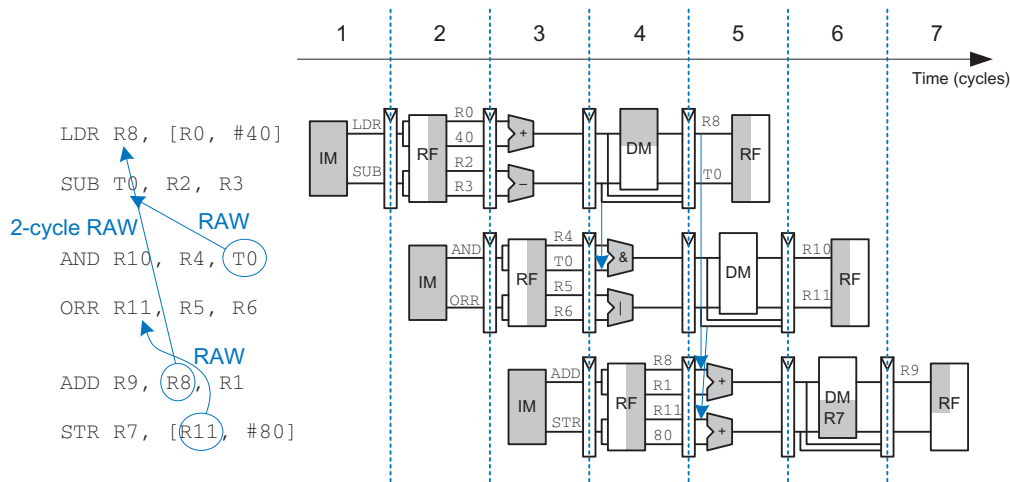 1 2 3 4 5 6 7
Time (cycles)
LDR R8, [R0, #40]
SUB T0, R2, R3
2-cycle RAW
RAW
AND R10, R4, T0
ORR R11, R5, R6
RAW
ADD R9, R8, R1
STR R7, [R11, #80]
IM
LDR
SUB
RF
R0
40
R2
R3
+
−
DM
R8
T0
RF
IM
AND
ORR
RF
R4
T0
R5
R6
&
|
DM
R10
R11
RF
IM
ADD
STR
RF
R8
R1
R11
80
+
+
DM
R7
R9
RF